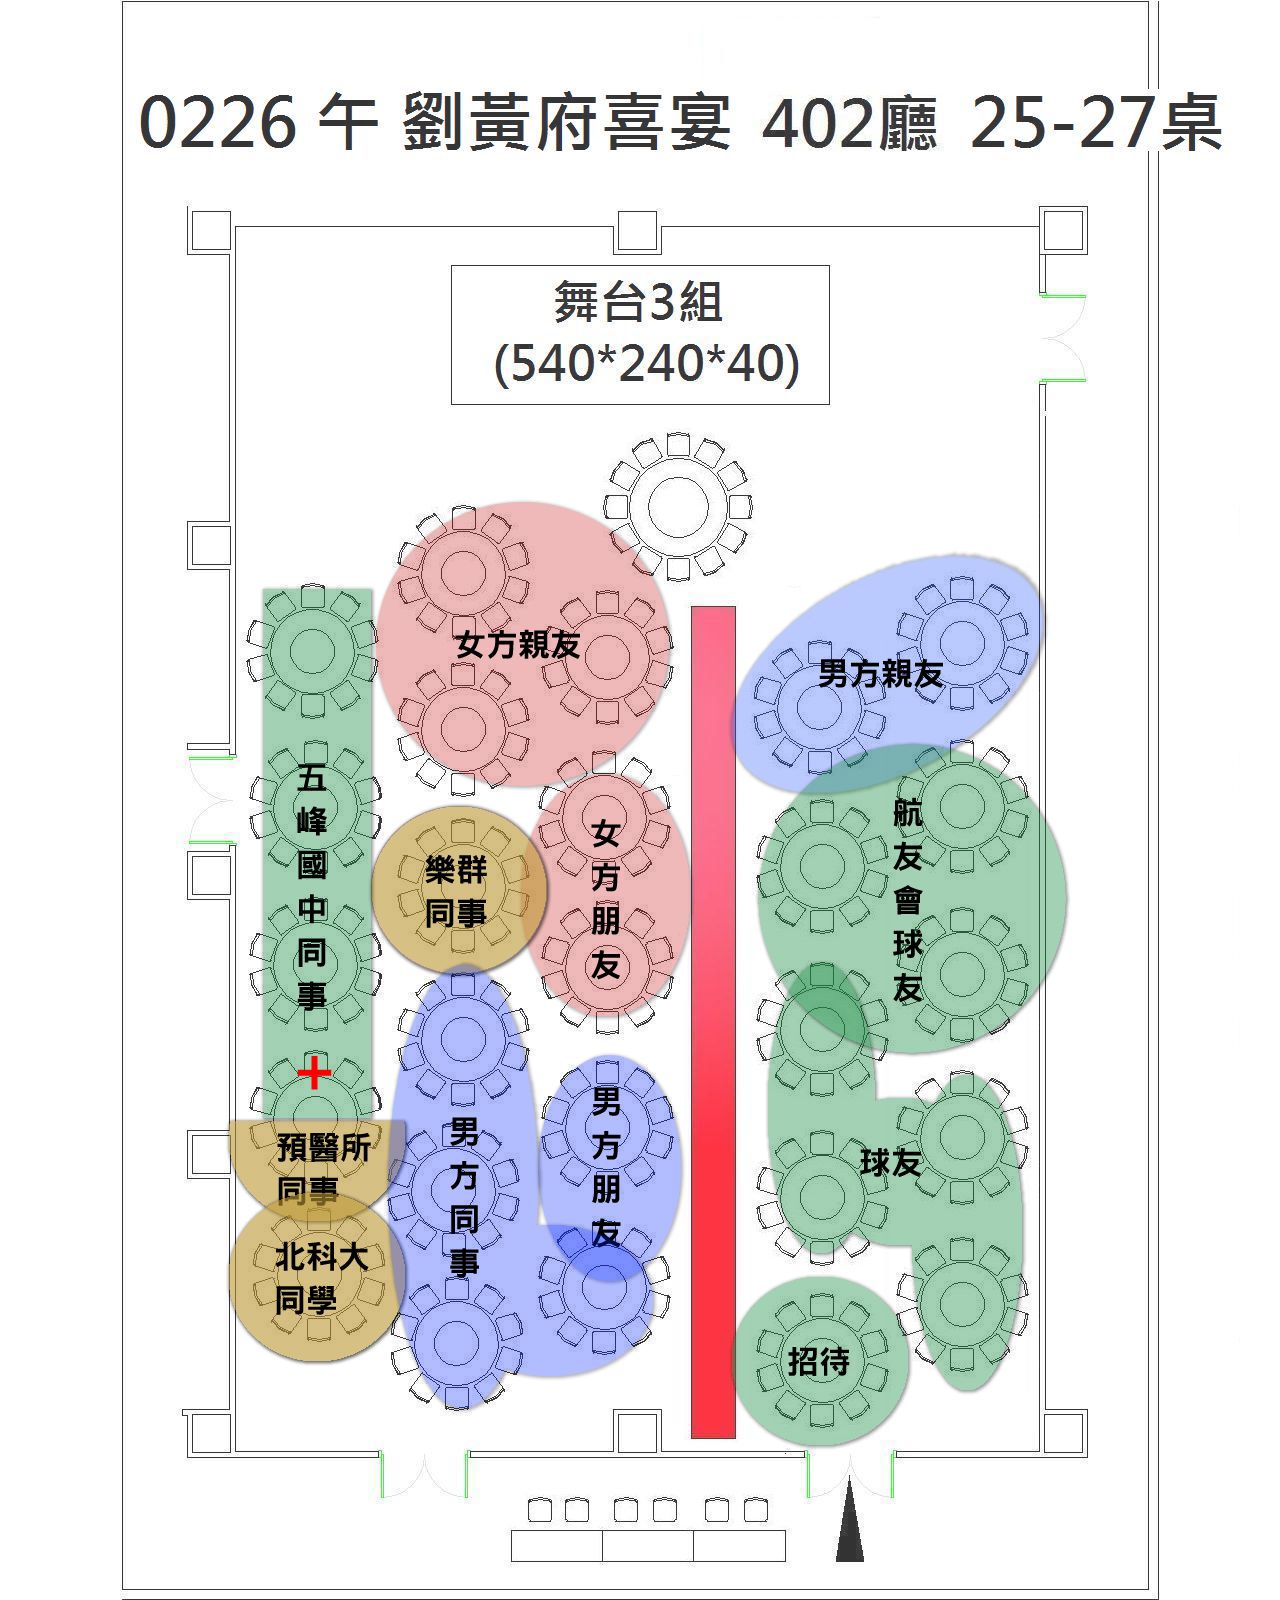 0226 午 劉黃府喜宴 402廳 25-27桌
舞台3組
(540*240*40)
女方親友
男方親友
五峰國中同事
樂群
同事
女方朋友
航友會球友
+
預醫所
同事
男方同事
男方朋友
球友
北科大
同學
招待